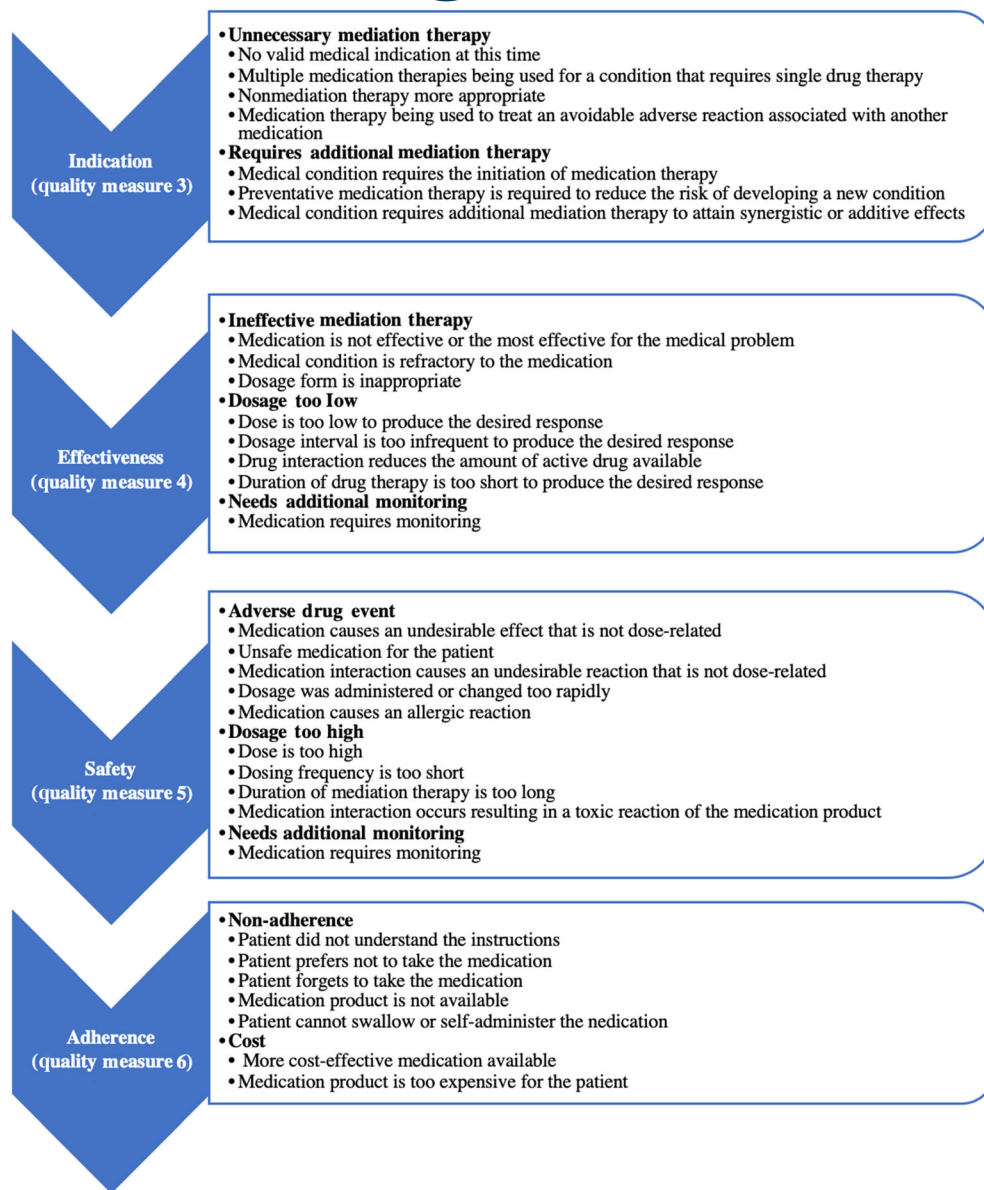 Indication
(quality measure 3)
•Unnecessary mediation therapy
•No valid medical indication at this time
•Multiple medication therapies being used for a condition that requires single drug therapy
•Nonmediation therapy more appropriate
•Medication therapy being used to treat an avoidable adverse reaction associated with another
medication
•Requires additional mediation therapy
•Medical condition requires the initiation of medication therapy
•Preventative medication therapy is required to reduce the risk of developing a new condition
•Medical condition requires additional mediation therapy to attain synergistic or additive effects
Effectiveness
(quality measure 4)
•Ineffective mediation therapy
•Medication is not effective or the most effective for the medical problem
•Medical condition is refractory to the medication
•Dosage form is inappropriate
•Dosage too low
•Dose is too low to produce the desired response
•Dosage interval is too infrequent to produce the desired response
•Drug interaction reduces the amount of active drug available
•Duration of drug therapy is too short to produce the desired response
•Needs additional monitoring
•Medication requires monitoring
Safety
(quality measure 5)
•Adverse drug event
•Medication causes an undesirable effect that is not dose-related
•Unsafe medication for the patient
•Medication interaction causes an undesirable reaction that is not dose-related
•Dosage was administered or changed too rapidly
•Medication causes an allergic reaction
•Dosage too high
•Dose is too high
•Dosing frequency is too short
•Duration of mediation therapy is too long
•Medication interaction occurs resulting in a toxic reaction of the medication product
•Needs additional monitoring
•Medication requires monitoring
Adherence
(quality measure 6)
•Non-adherence
•Patient did not understand the instructions
•Patient prefers not to take the medication
•Patient forgets to take the medication
•Medication product is not available
•Patient cannot swallow or self-administer the nedication
•Cost
• More cost-effective medication available
•Medication product is too expensive for the patient